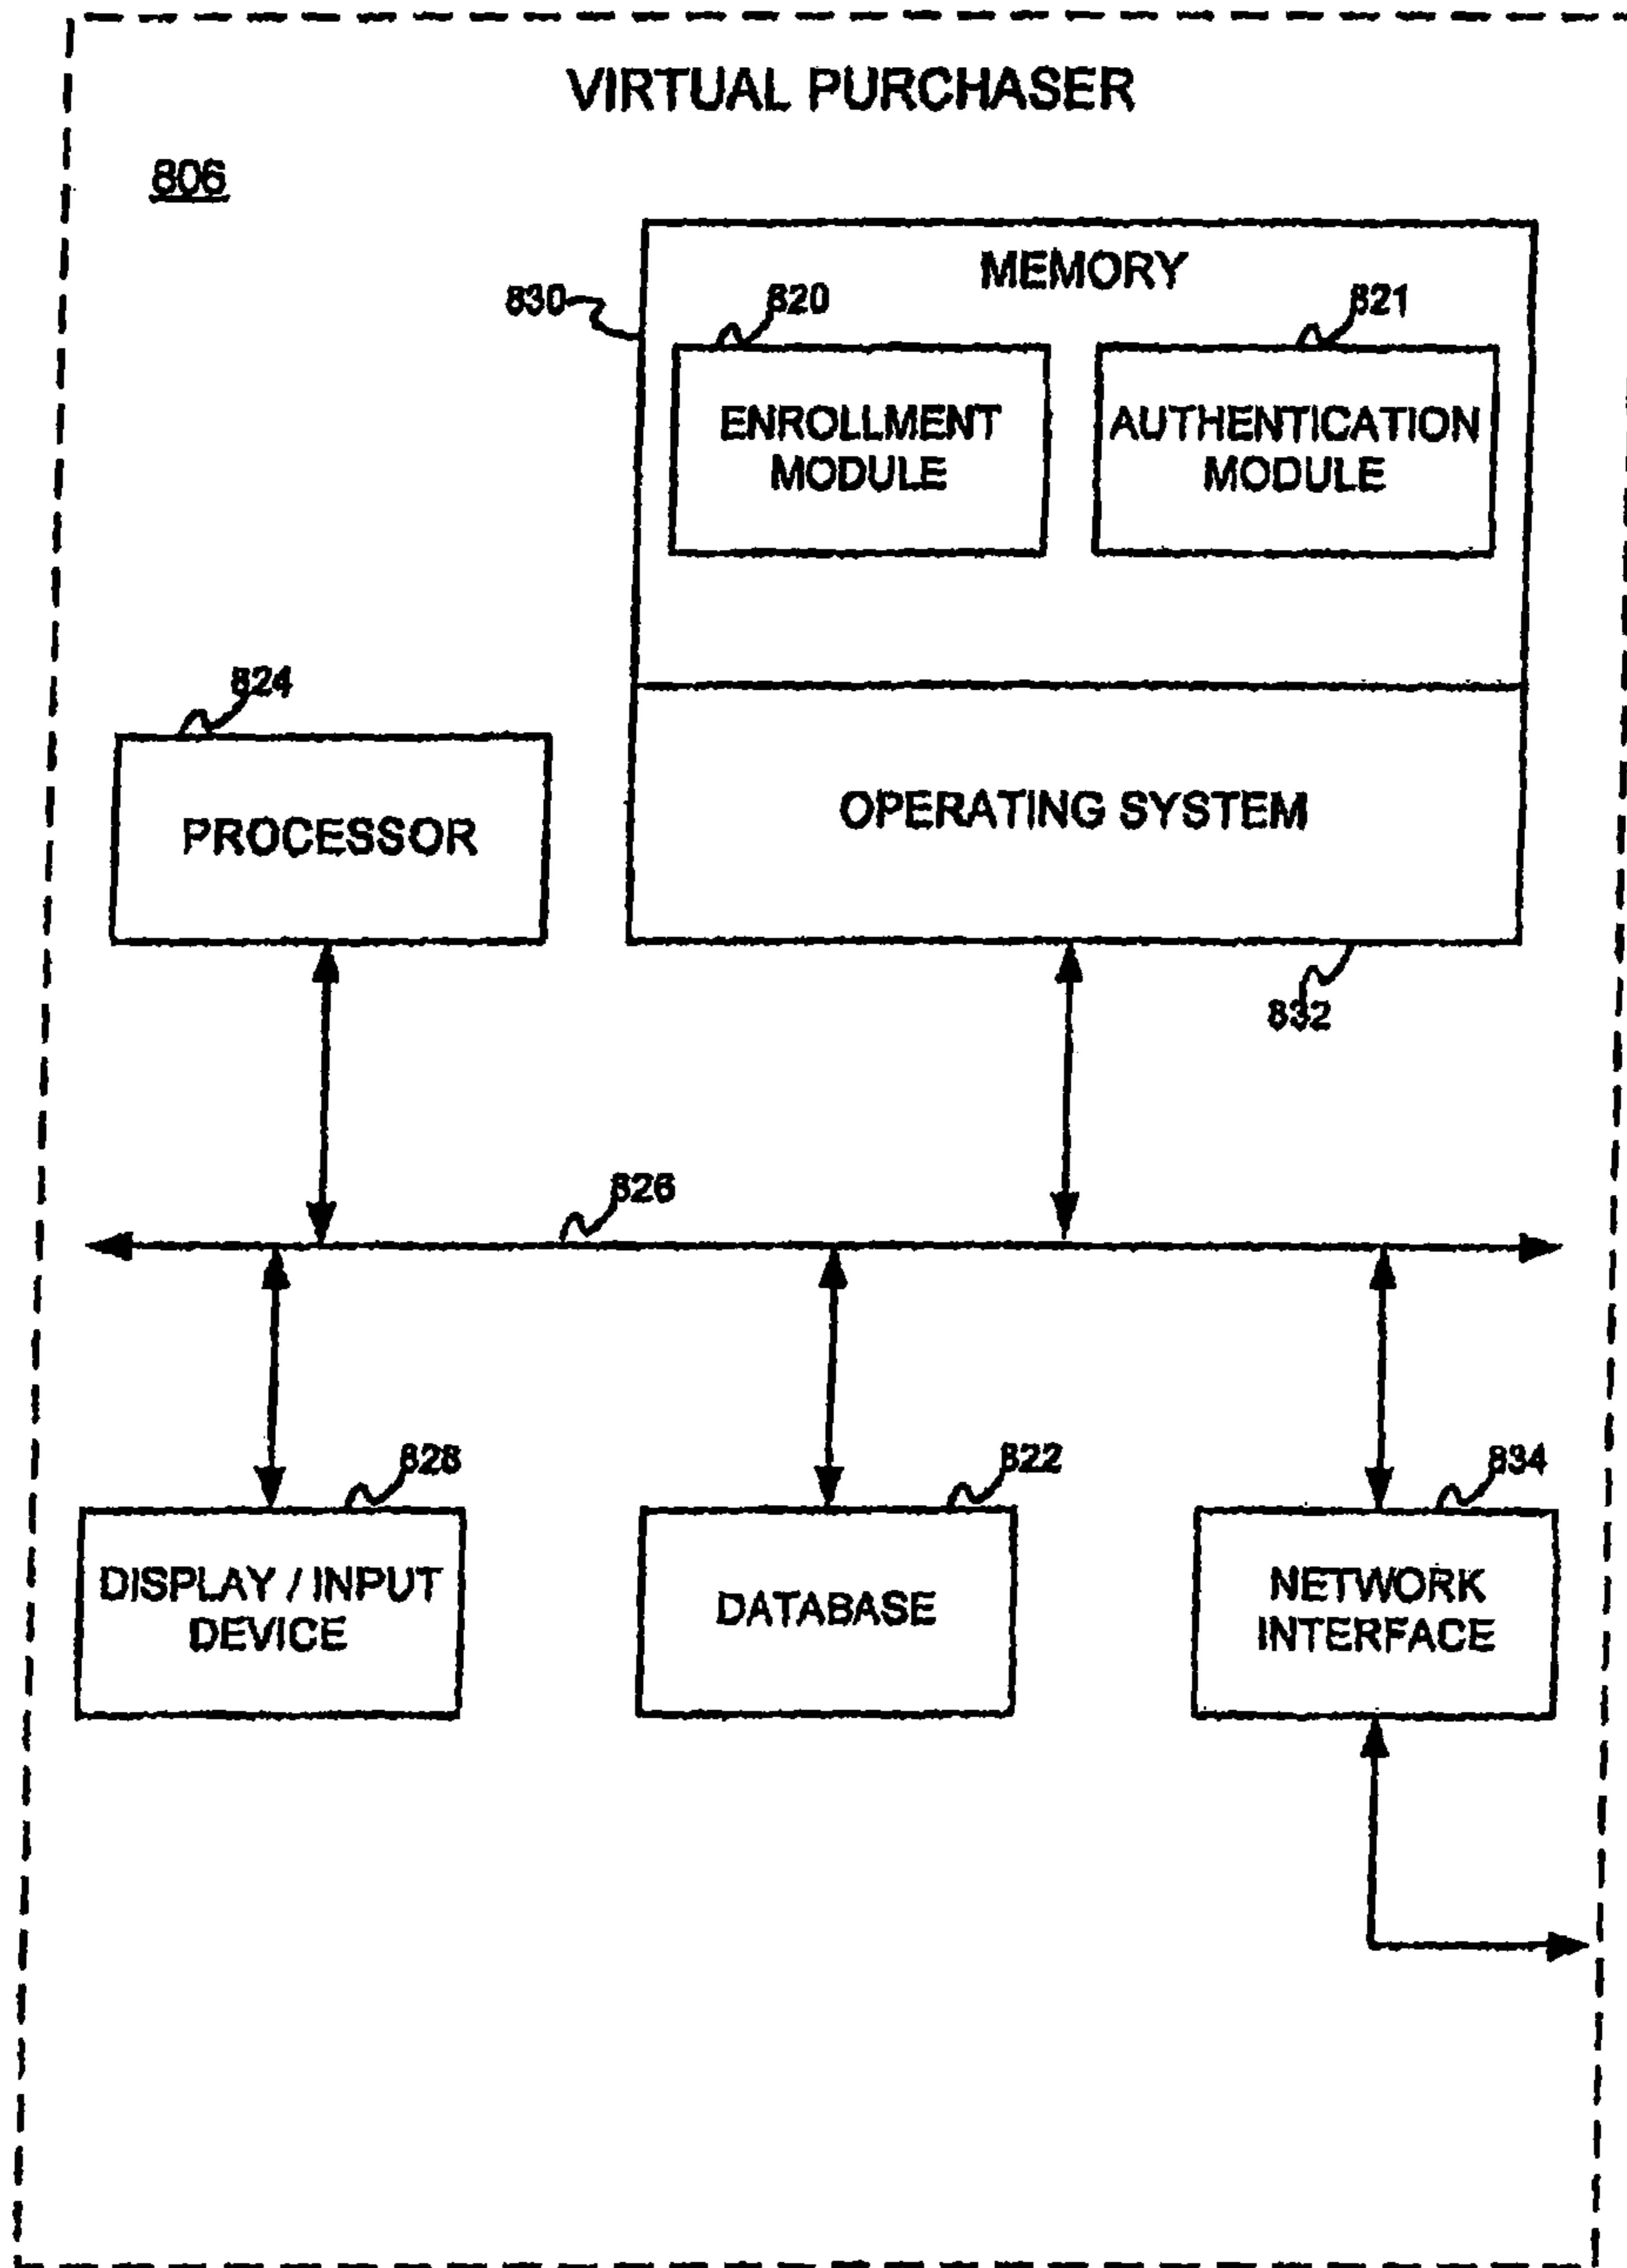 VIRTUAL PURCHASER
806
MEMORY
830
820
821
ENROLLMENT
MODULE
AUTHENTICATION
MODULE
824
PROCESSOR
OPERATING SYSTEM
832
826
828
822
834
DISPLAY / INPUT
DEVICE
DATABASE
NETWORK
INTERFACE